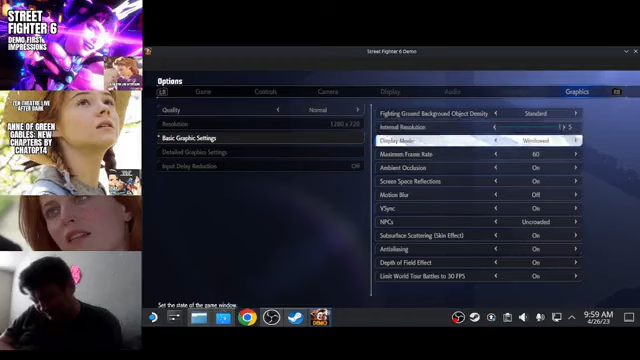 STREET
FIGHTER 6
DEMO FIRST
IMPRESSIONS
ZEN THEATRE LIVE
AFTER DARK
ANNE OF GREEN
GABLES: NEW
CHAPTERS BY
CHATGPT4
Street Fighter 6 Demo
Options
LB
Game
Controls
Camera
Display
Audio
Graphics
RB
Quality
Normal
Resolution
1280 x 720
Basic Graphic Settings
Detailed Graphics Settings
Input Delay Reduction
Off
Fighting Ground Background Object Density
Standard
Internal Resolution
5
Display Mode
Windowed
Maximum Frame Rate
60
Ambient Occlusion
On
Screen Space Reflections
On
Motion Blur
Off
VSync
On
NPCs
Uncrowded
Subsurface Scattering (Skin Effect)
On
Antialiasing
On
Depth of Field Effect
On
Limit World Tour Battles to 30 FPS
On
Set the state of the game window.
DEMO
9:59 AM
4/26/23